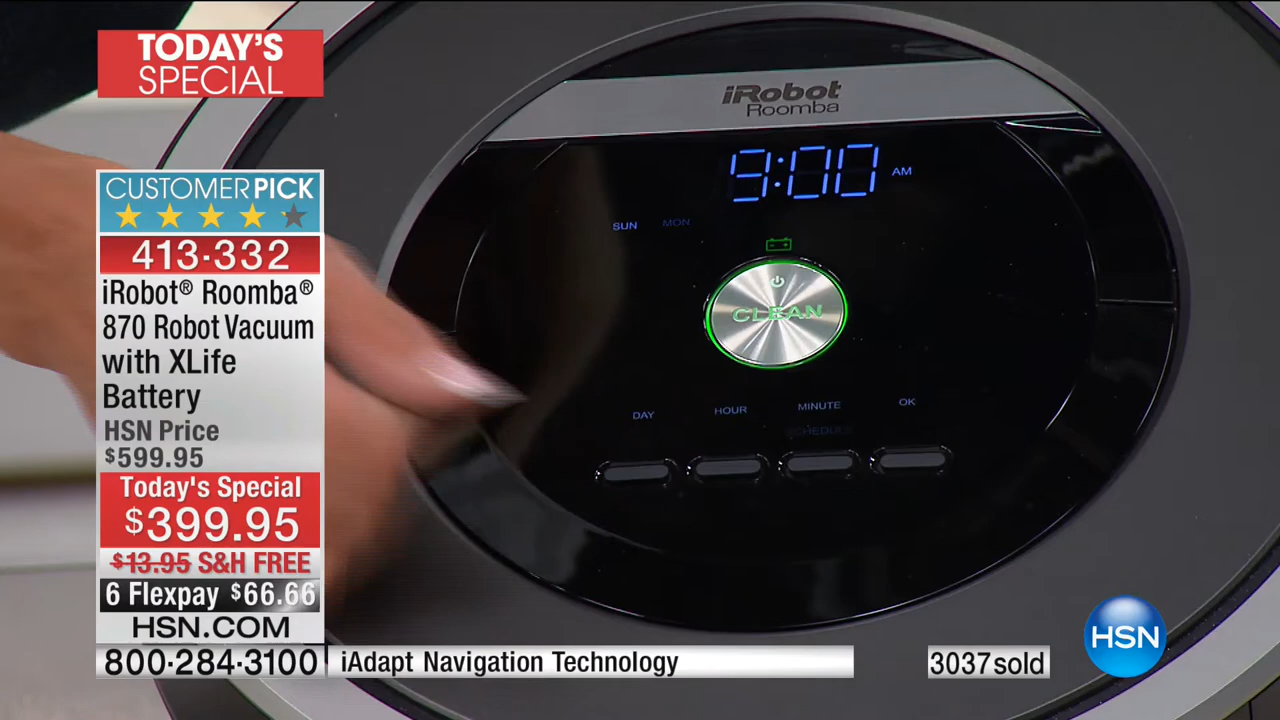 TODAY'S
SPECIAL
CUSTOMER PICK
413-332
iRobot® Roomba®
870 Robot Vacuum
with XLife
Battery
HSN Price
$599.95
Today's Special
$399.95
$13.95 S&H FREE
6 Flexpay $66.66
HSN.COM
800-284-3100
iAdapt Navigation Technology
3037 sold
HSN
iRobot
Roomba
9:00 AM
SUN MON
CLEAN
DAY HOUR MINUTE OK
SCHEDULE